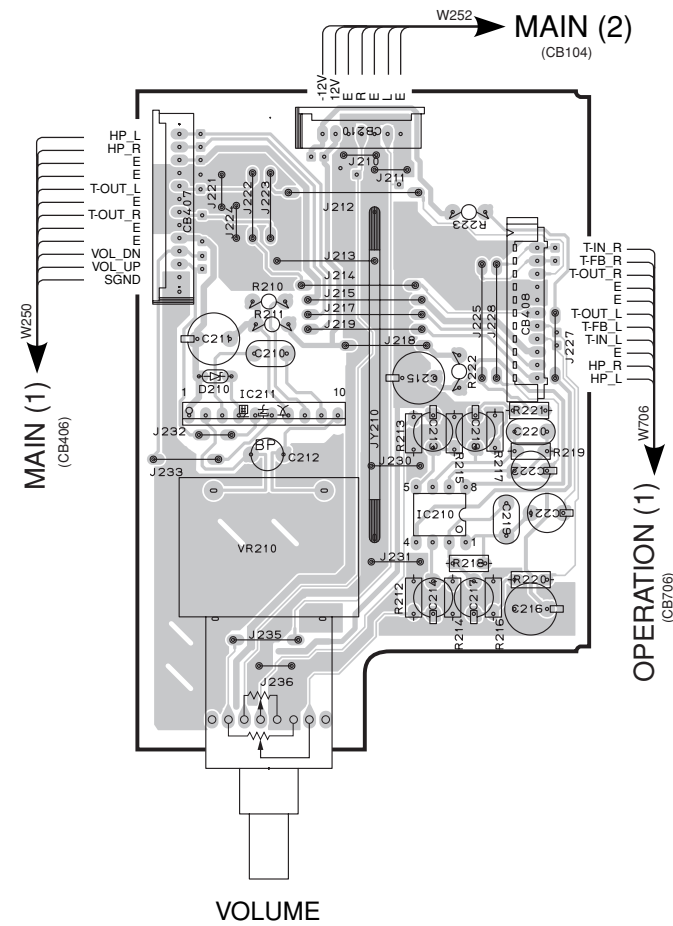 W252
MAIN (2)
(CB104)
-12V
12V
E
R
E
L
E
CB210
J210
J211
HP_L
HP_R
E
E
T-OUT_L
E
T-OUT_R
E
E
VOL_DN
VOL_UP
SGND
CB407
J221
J224
J222
J223
J212
R223
J213
J214
J215
J217
J219
J218
R210
R211
C211
C210
D210
IC211
1
10
J225
J228
CB408
J227
T-IN_R
T-FB_R
T-OUT_R
E
E
T-OUT_L
T-FB_L
T-IN_L
E
HP_R
HP_L
W250
MAIN (1)
(CB406)
W706
OPERATION (1)
(CB706)
R222
C215
JY210
J232
J233
BP
C212
R213
C213
R215
C218
R217
R221
C220
R219
C223
J230
5
8
IC210
4
1
C219
C222
VR210
J231
R218
R212
C214
R214
C217
R216
R220
C216
J235
J236
VOLUME